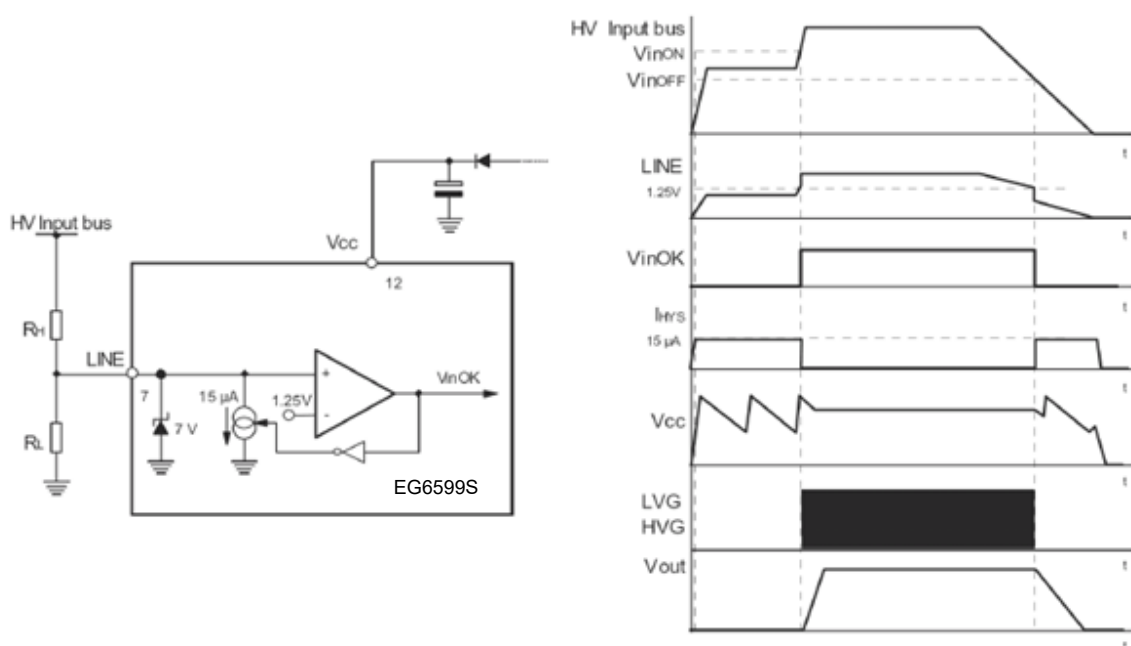 HV Input bus
RH
RL
LINE
7
7 V
15 μA
1.25V
+
-
VinOK
Vcc
12
EG6599S
HV Input bus
VinON
VinOFF
t
LINE
1.25V
t
VinOK
t
IHYS
15 μA
t
Vcc
t
LVG
HVG
t
Vout
t